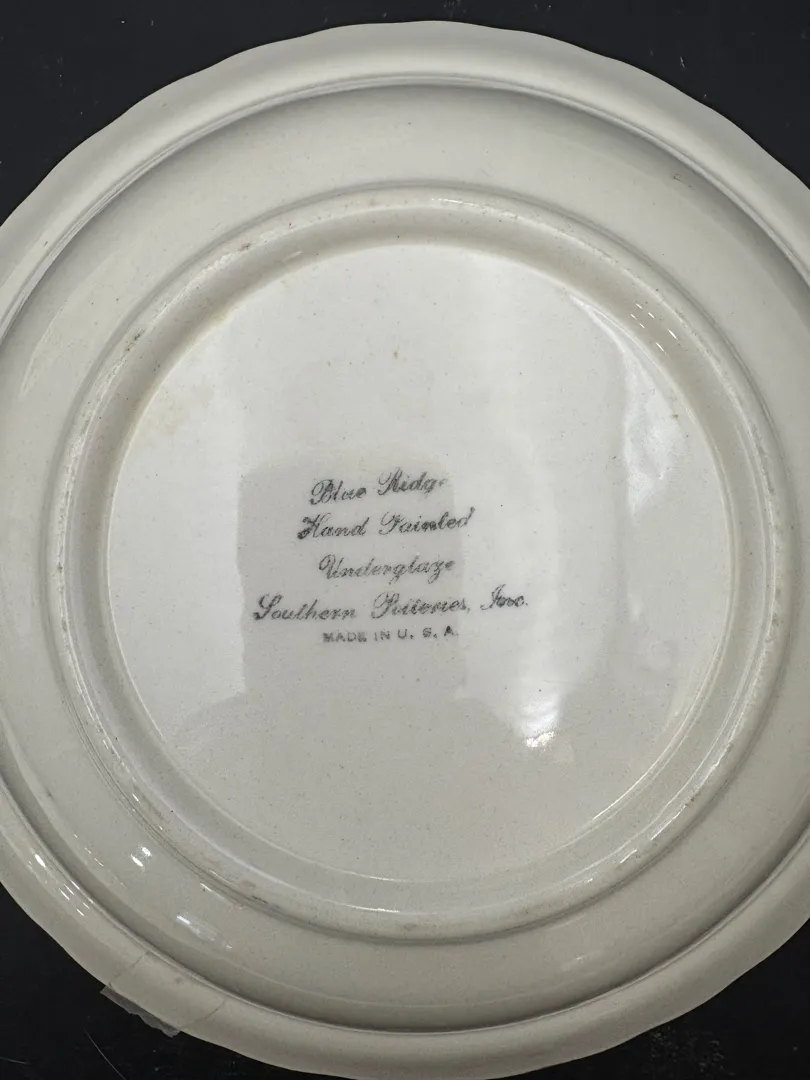 Blue Ridge
Hand Painted
Underglaze
Southern Potteries, Inc.
MADE IN U. S. A.